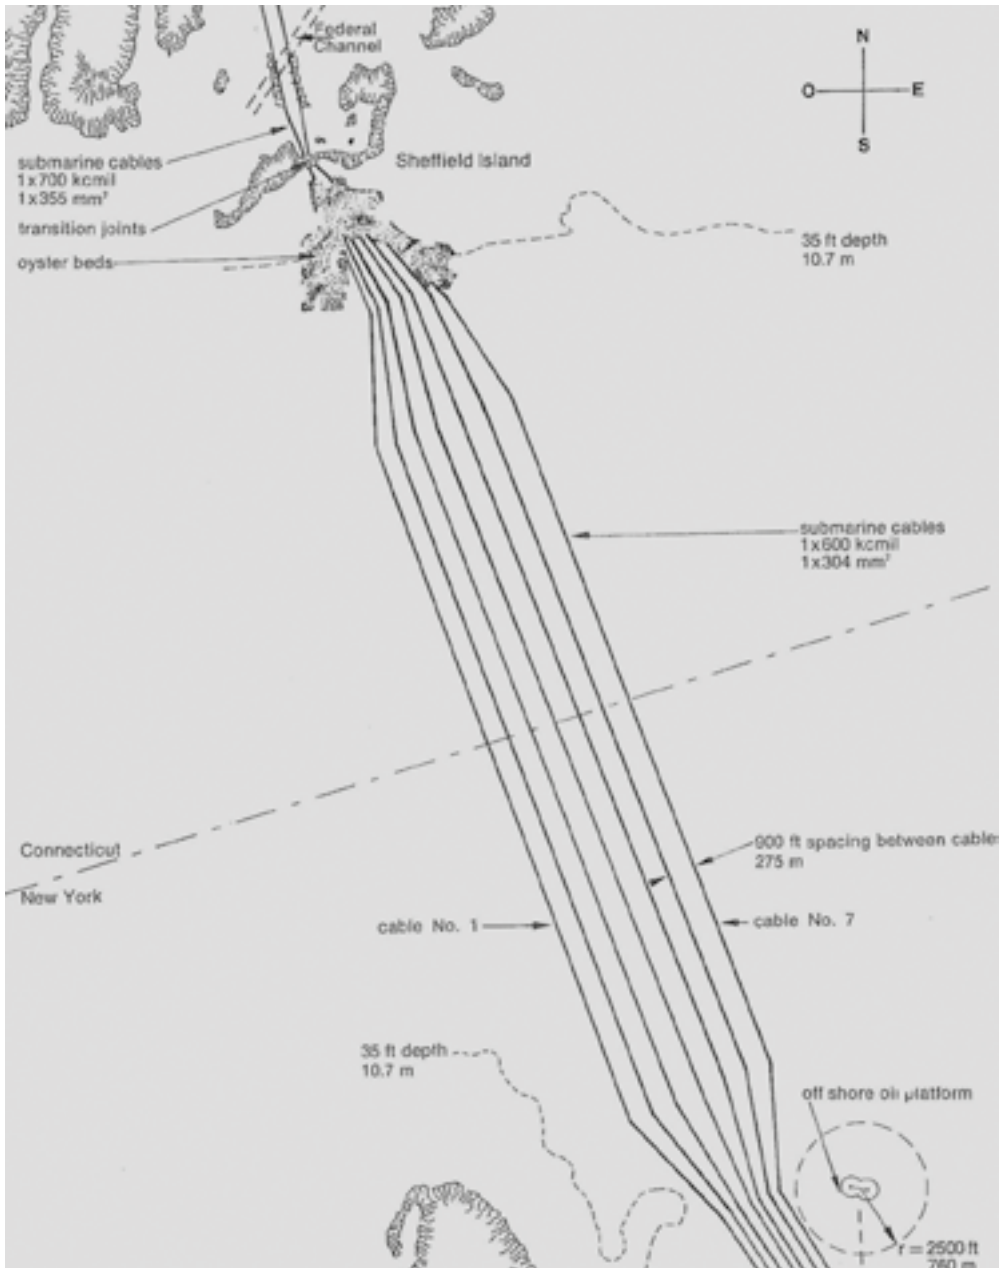 Federal
Channel
N
O
E
S
submarine cables
1x700 kcmil
1x355 mm²
Sheffield Island
transition joints
oyster beds
35 ft depth
10.7 m
submarine cables
1x600 kcmil
1x304 mm²
Connecticut
New York
900 ft spacing between cables
275 m
cable No. 1
cable No. 7
35 ft depth
10.7 m
off shore oil platform
r = 2500 ft
760 m